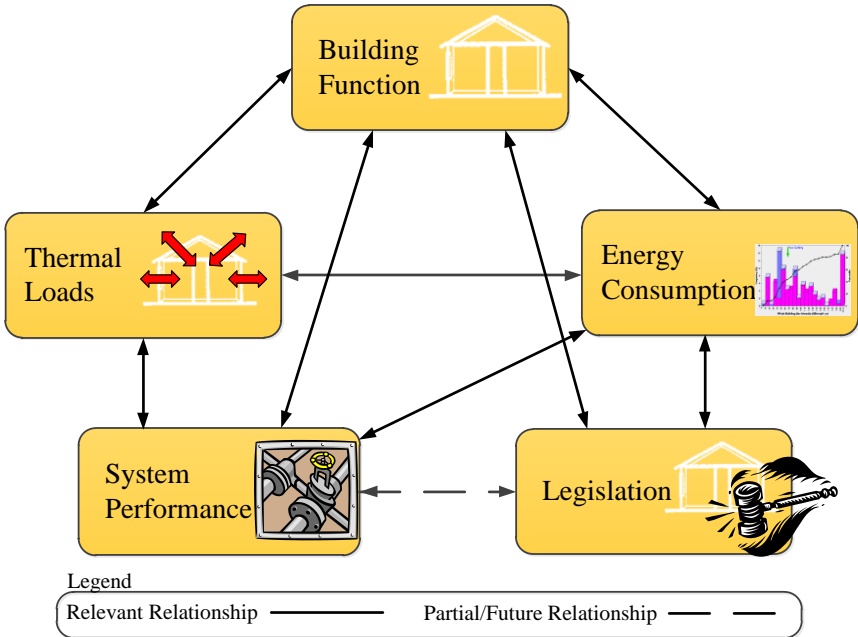 Building
Function
Thermal
Loads
Energy
Consumption
System
Performance
Legislation
Legend
Relevant Relationship
Partial/Future Relationship